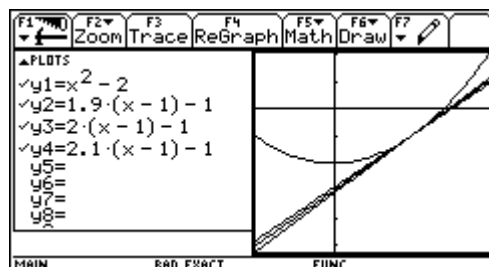 F1 F2 F3 F4 F5 F6 F7
Zoom Trace ReGraph Math Draw
PLOTS
✓y1=x² - 2
✓y2=1.9·(x - 1) - 1
✓y3=2·(x - 1) - 1
✓y4=2.1·(x - 1) - 1
y5=
y6=
y7=
y8=
MAIN RAD EXACT FUNC